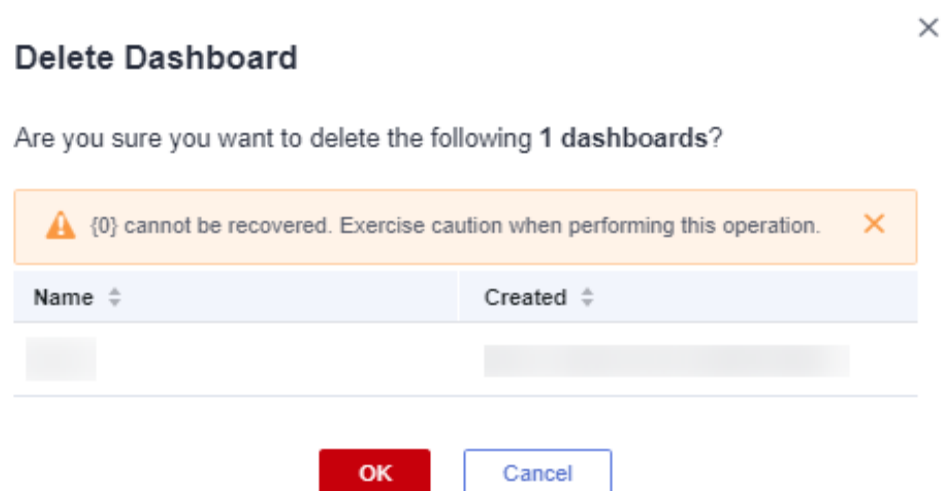 Delete Dashboard
Are you sure you want to delete the following 1 dashboards?
{0} cannot be recovered. Exercise caution when performing this operation.
Name Created
OK Cancel